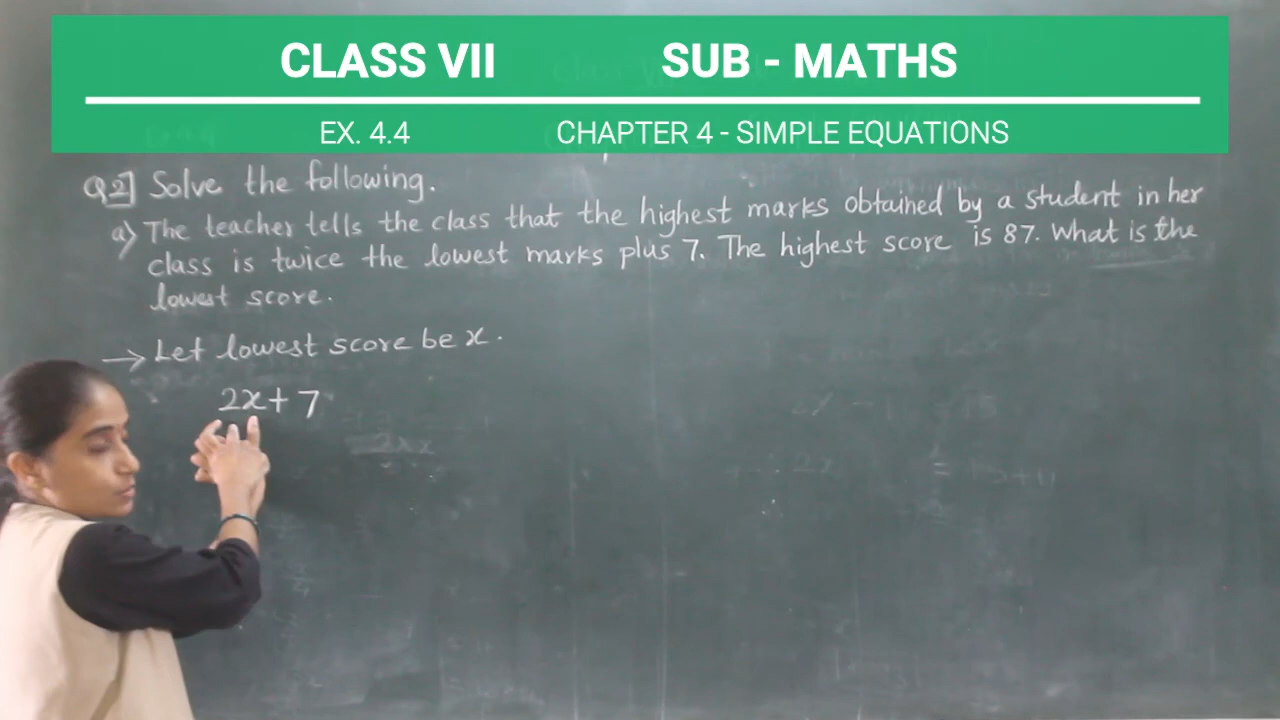 CLASS VII SUB - MATHS
EX. 4.4 CHAPTER 4 - SIMPLE EQUATIONS
Q2] Solve the following.
a) The teacher tells the class that the highest marks obtained by a student in her
class is twice the lowest marks plus 7. The highest score is 87. What is the
lowest score.
→ Let lowest score be x.
2x + 7